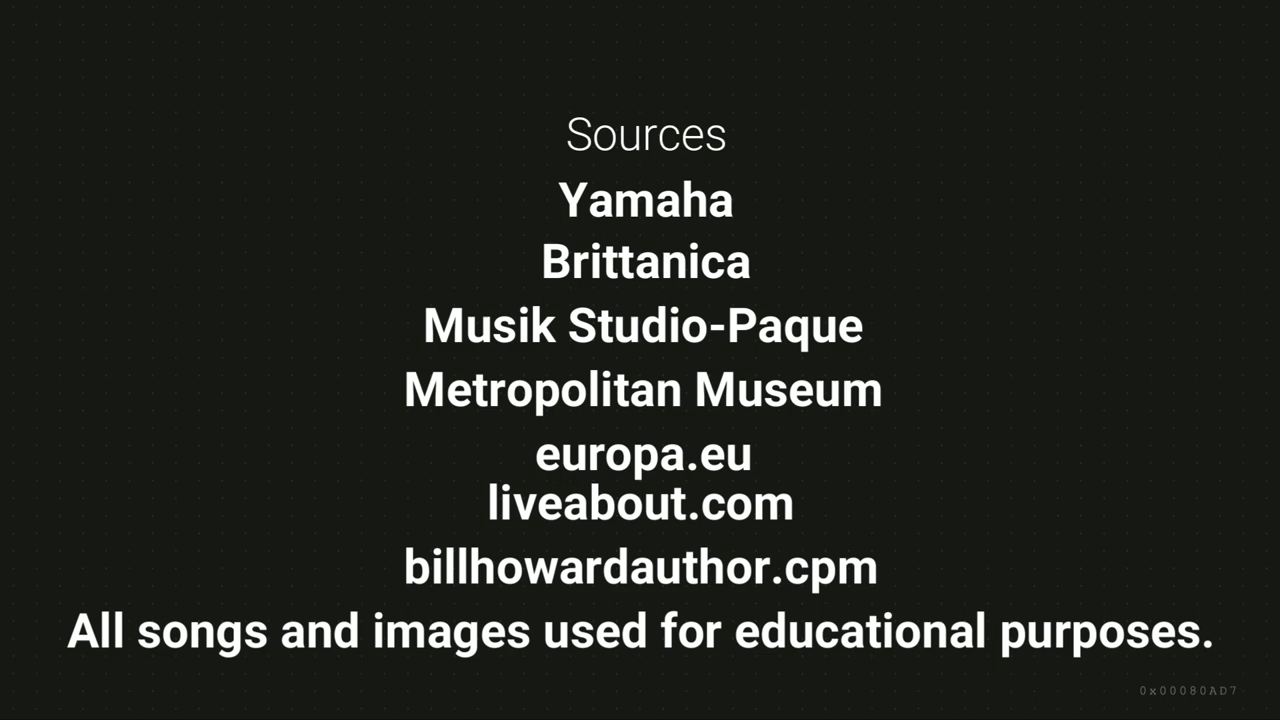 Sources
Yamaha
Brittanica
Musik Studio-Paque
Metropolitan Museum
europa.eu
liveabout.com
billhowardauthor.cpm
All songs and images used for educational purposes.
0x00080AD7